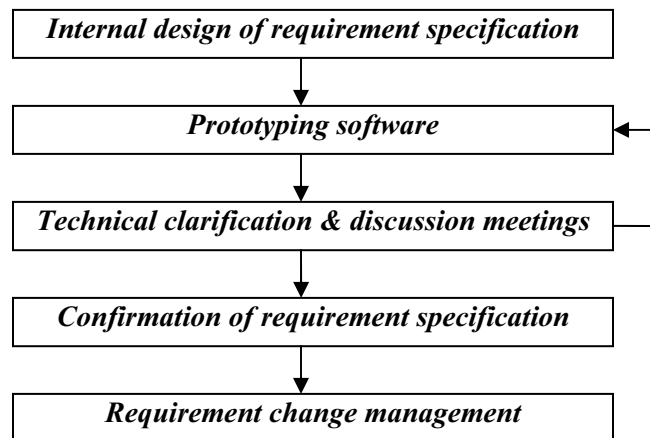 Internal design of requirement specification
Prototyping software
Technical clarification & discussion meetings
Confirmation of requirement specification
Requirement change management